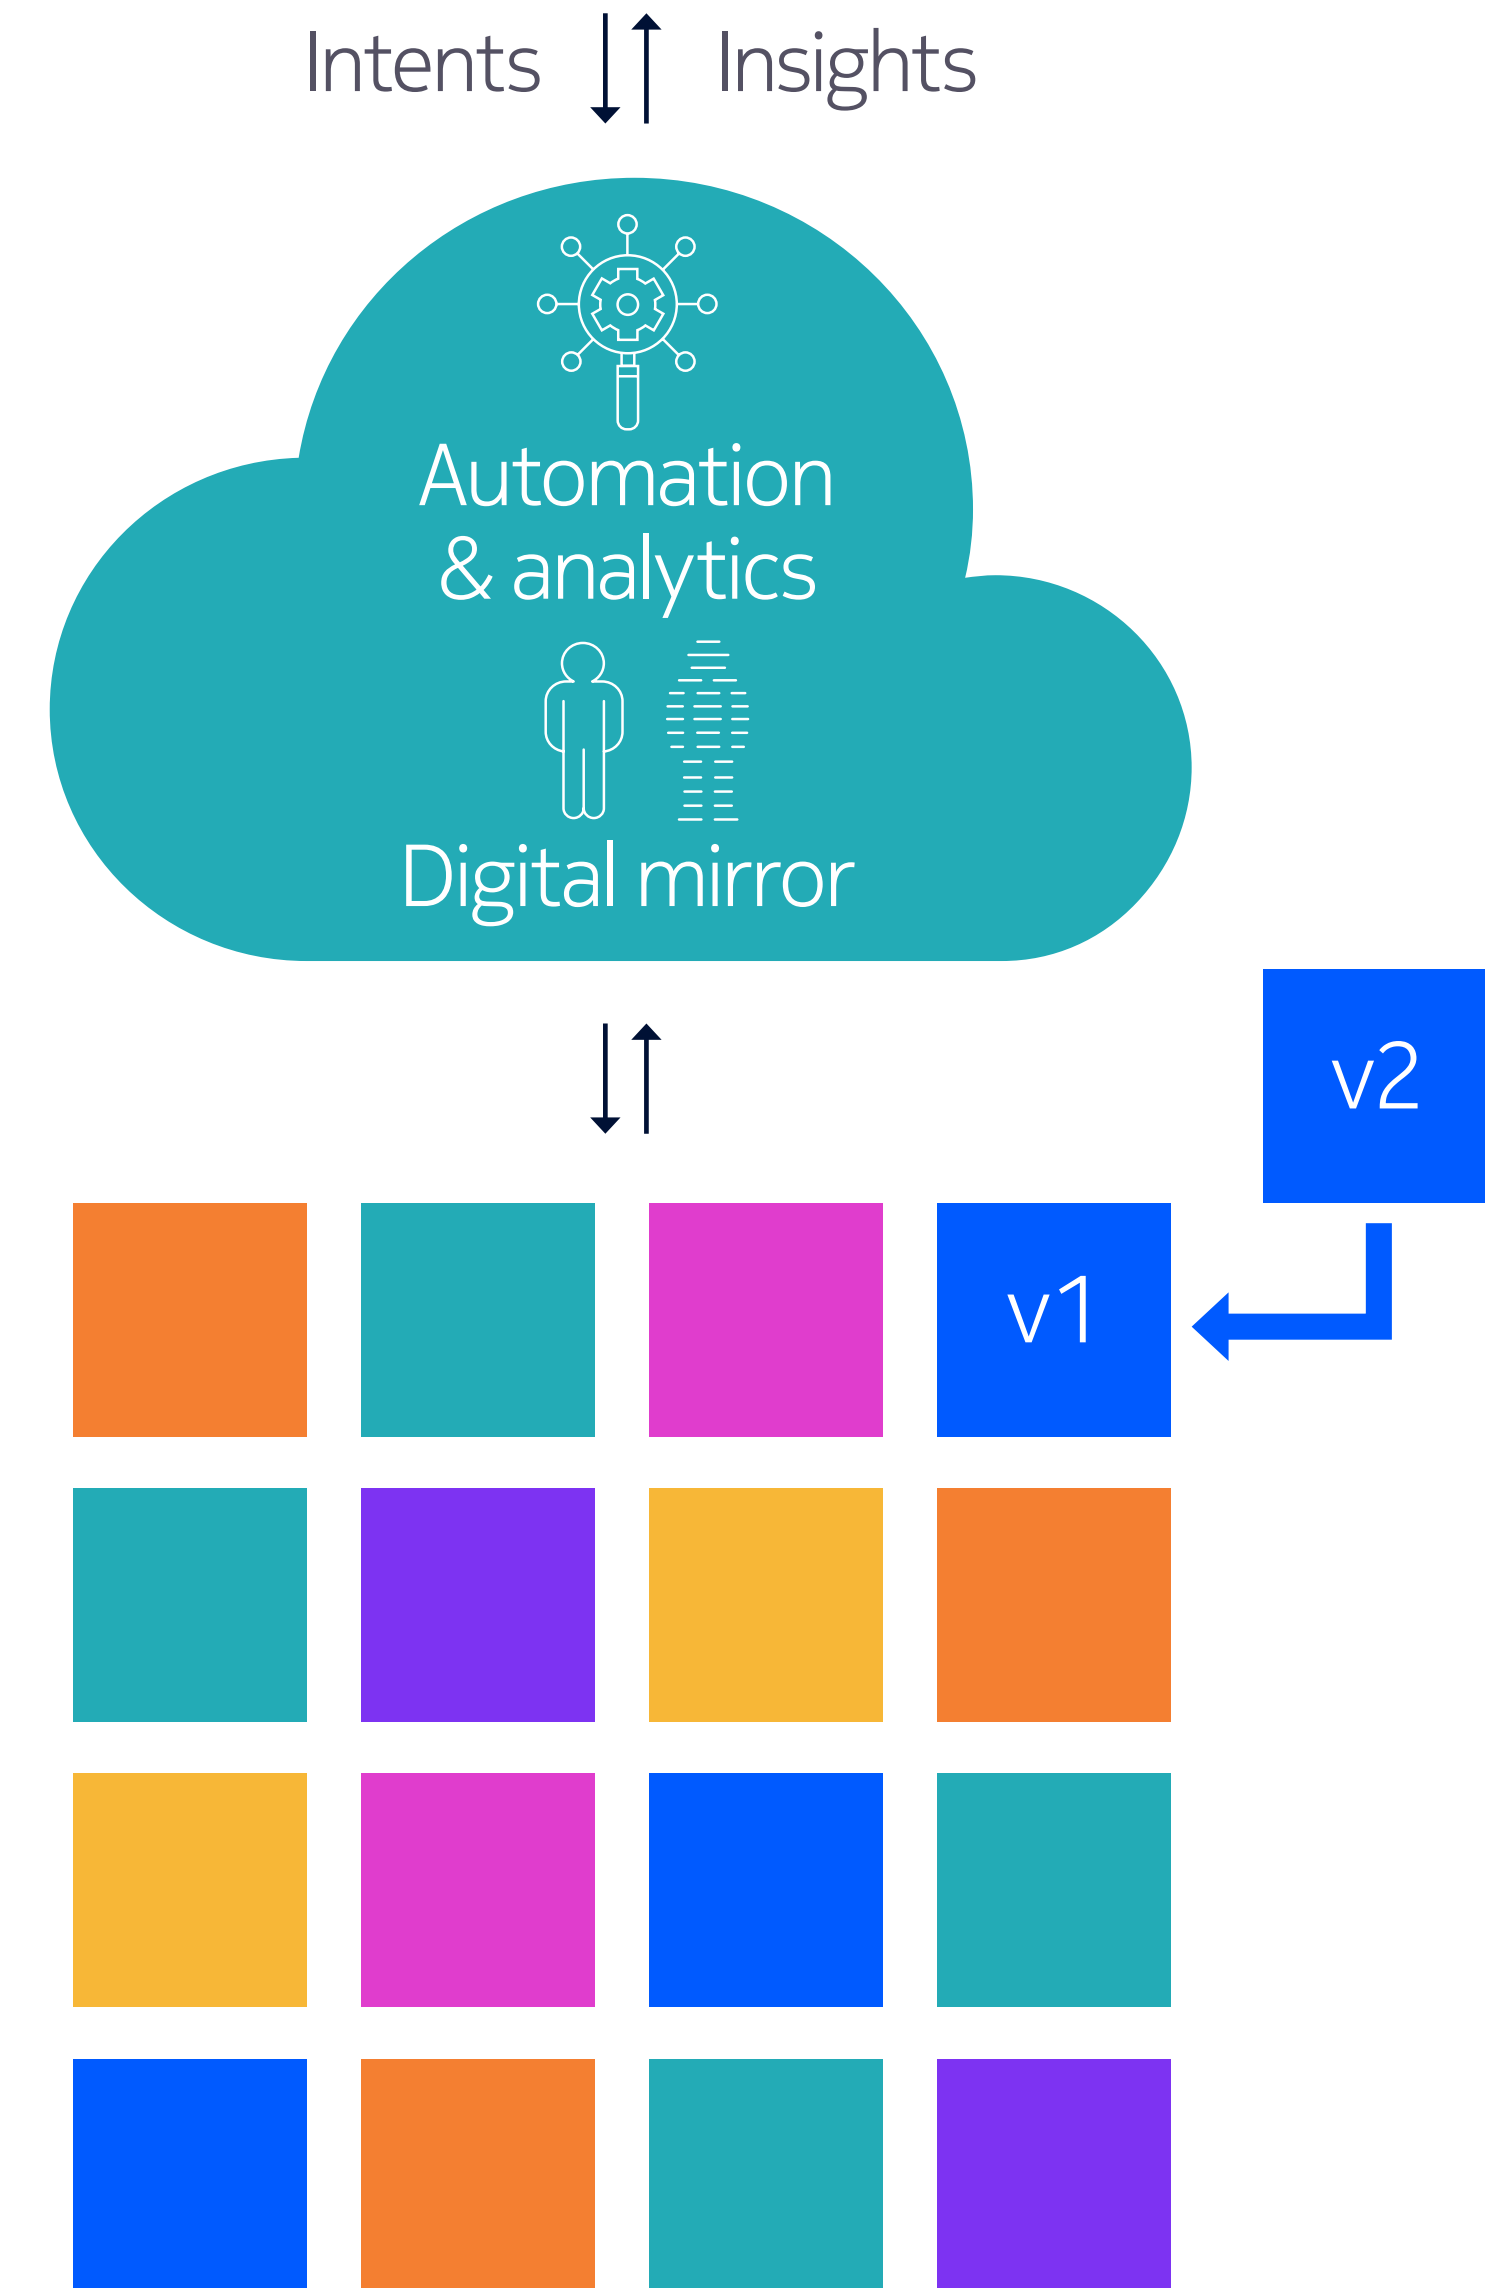 Intents
Insights
Automation
& analytics
Digital mirror
v2
v1